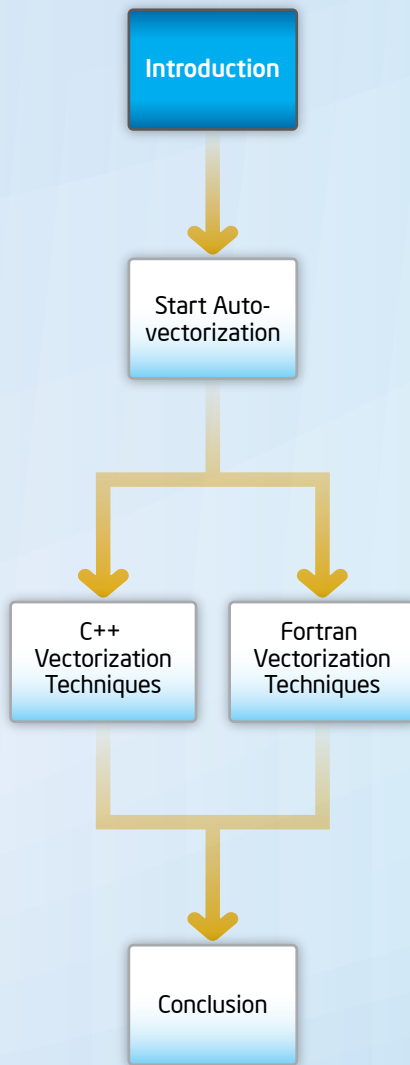 Introduction
Start Auto-
vectorization
C++
Vectorization
Techniques
Fortran
Vectorization
Techniques
Conclusion